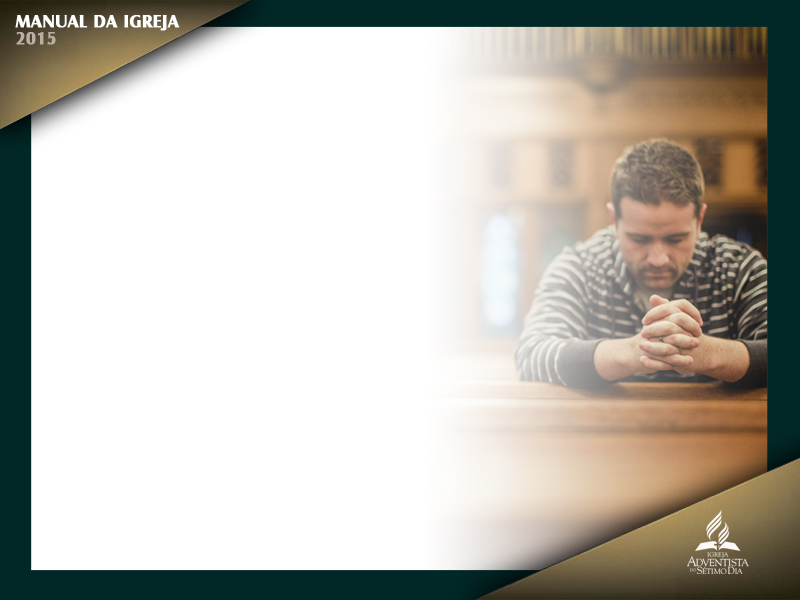 MANUAL DA IGREJA
2015
IGREJA
ADVENTISTA
DO SÉTIMO DIA